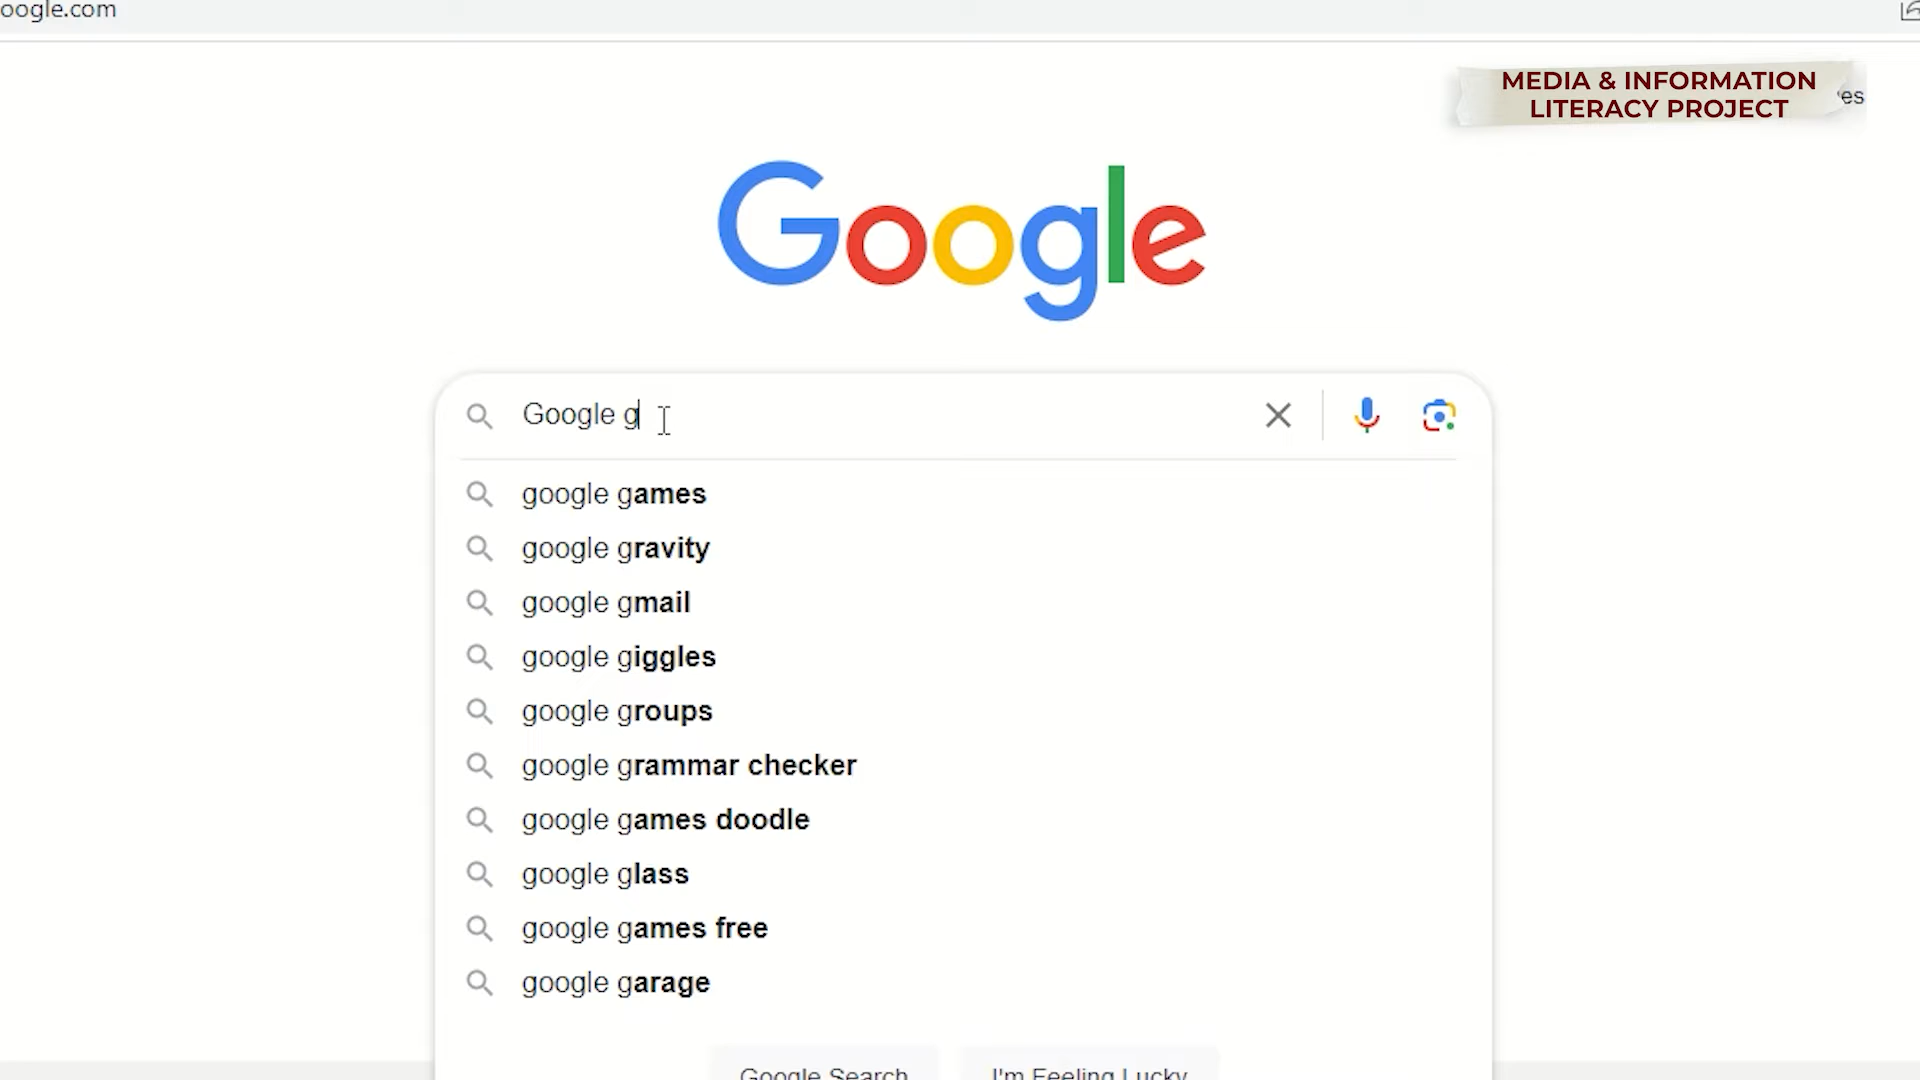 oogle.com
MEDIA & INFORMATION
LITERACY PROJECT
es
Google
Google g
google games
google gravity
google gmail
google giggles
google groups
google grammar checker
google games doodle
google glass
google games free
google garage
Google Search
I'm Feeling Lucky